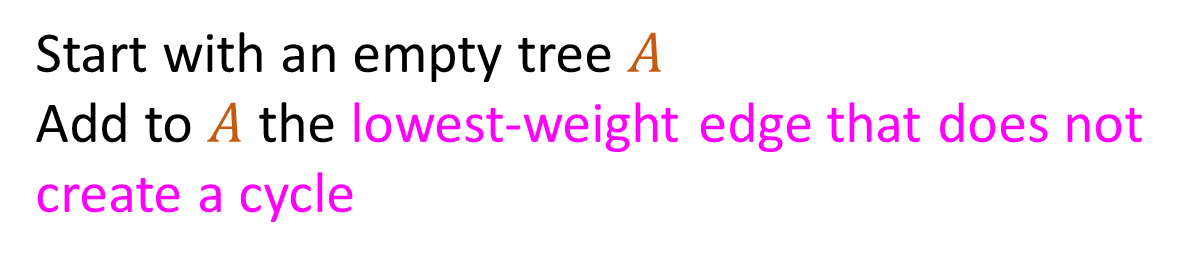 Start with an empty tree A
Add to A the lowest-weight edge that does not
create a cycle